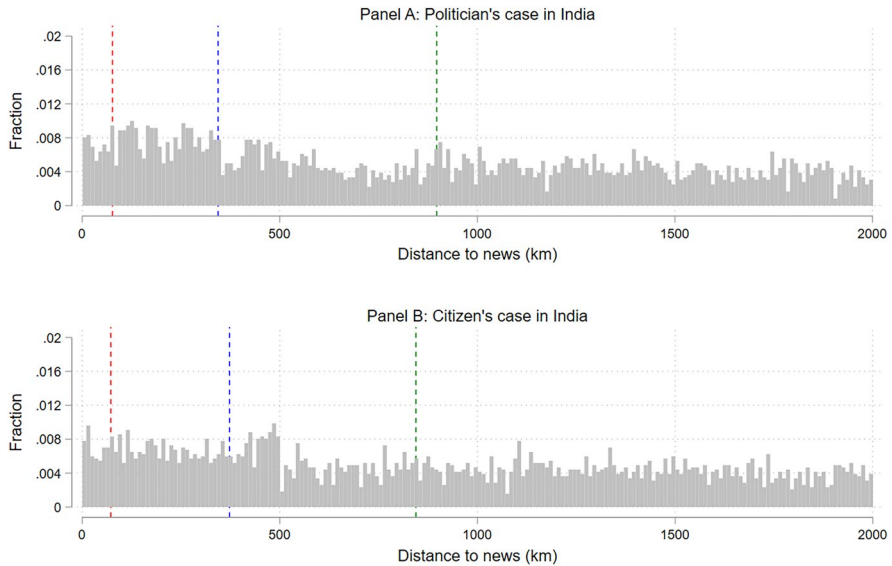 Panel A: Politician's case in India
.02
.016
.012
.008
.004
0
Fraction
0 500 1000 1500 2000
Distance to news (km)
Panel B: Citizen's case in India
.02
.016
.012
.008
.004
0
Fraction
0 500 1000 1500 2000
Distance to news (km)